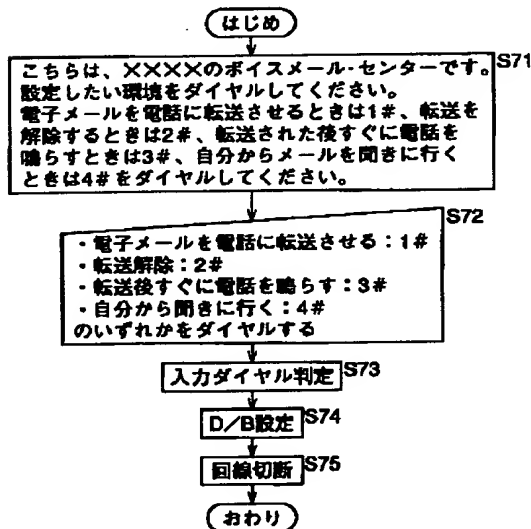 はじめ
S71
こちらは、××××のボイスメール・センターです。
設定したい環境をダイヤルしてください。
電子メールを電話に転送させるときは1#、転送を
解除するときは2#、転送された後すぐに電話を
鳴らすときは3#、自分からメールを聞きに行く
ときは4#をダイヤルしてください。
S72
・電子メールを電話に転送させる:1#
・転送解除:2#
・転送後すぐに電話を鳴らす:3#
・自分から聞きに行く:4#
のいずれかをダイヤルする
入力ダイヤル判定 S73
D/B設定 S74
回線切断 S75
おわり